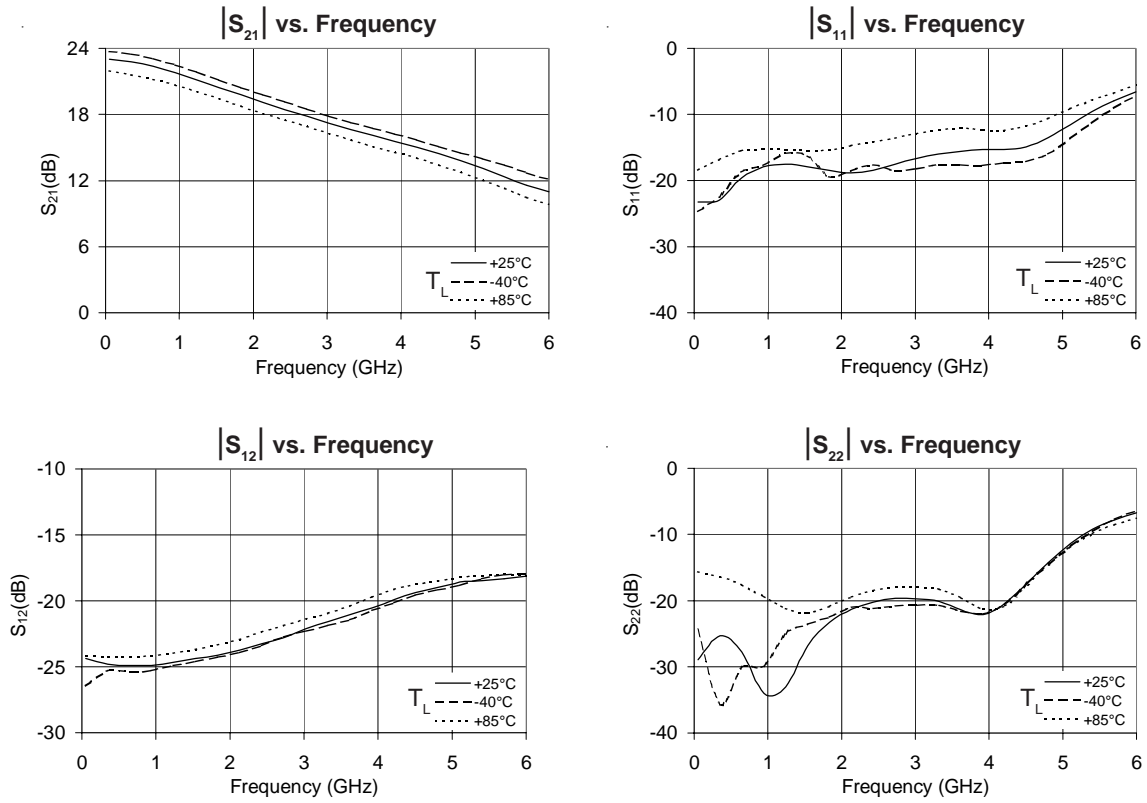 |S21| vs. Frequency
24
18
12
6
0
S21(dB)
0 1 2 3 4 5 6
Frequency (GHz)
TL
+25°C
-40°C
+85°C
|S11| vs. Frequency
0
-10
-20
-30
-40
S11(dB)
0 1 2 3 4 5 6
Frequency (GHz)
TL
+25°C
-40°C
+85°C
|S12| vs. Frequency
-10
-15
-20
-25
-30
S12(dB)
0 1 2 3 4 5 6
Frequency (GHz)
TL
+25°C
-40°C
+85°C
|S22| vs. Frequency
0
-10
-20
-30
-40
S22(dB)
0 1 2 3 4 5 6
Frequency (GHz)
TL
+25°C
-40°C
+85°C